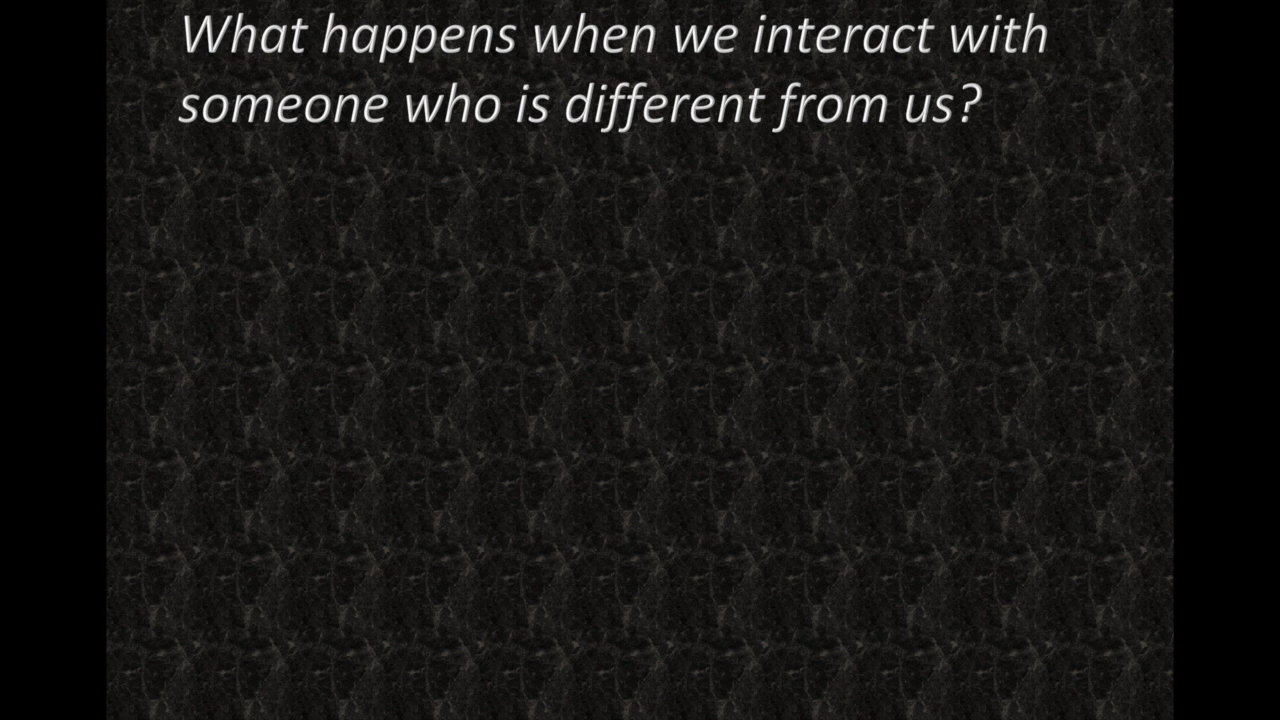 What happens when we interact with
someone who is different from us?